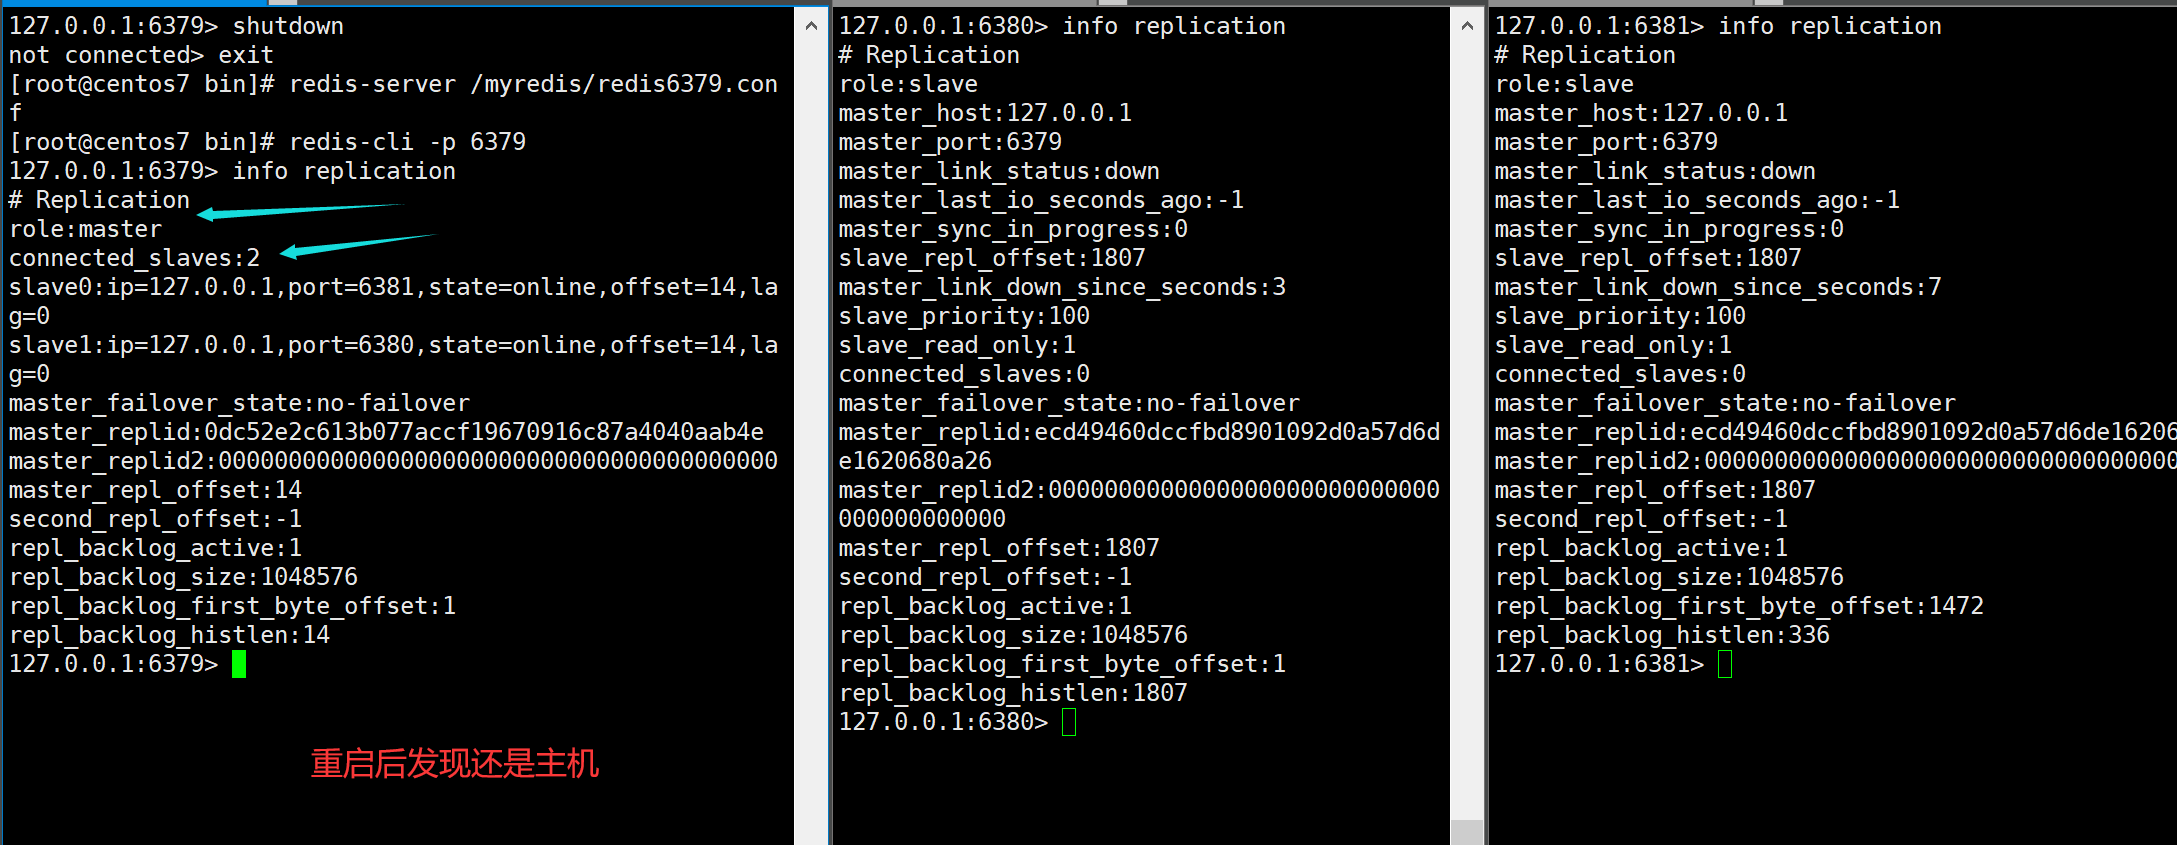 127.0.0.1:6379> shutdown
not connected> exit
[root@centos7 bin]# redis-server /myredis/redis6379.con
f
[root@centos7 bin]# redis-cli -p 6379
127.0.0.1:6379> info replication
# Replication
role:master
connected_slaves:2
slave0:ip=127.0.0.1,port=6381,state=online,offset=14,la
g=0
slave1:ip=127.0.0.1,port=6380,state=online,offset=14,la
g=0
master_failover_state:no-failover
master_replid:0dc52e2c613b077accf19670916c87a4040aab4e
master_replid2:0000000000000000000000000000000000000000
master_repl_offset:14
second_repl_offset:-1
repl_backlog_active:1
repl_backlog_size:1048576
repl_backlog_first_byte_offset:1
repl_backlog_histlen:14
127.0.0.1:6379>
重启后发现还是主机
127.0.0.1:6380> info replication
# Replication
role:slave
master_host:127.0.0.1
master_port:6379
master_link_status:down
master_last_io_seconds_ago:-1
master_sync_in_progress:0
slave_repl_offset:1807
master_link_down_since_seconds:3
slave_priority:100
slave_read_only:1
connected_slaves:0
master_failover_state:no-failover
master_replid:ecd49460dccfbd8901092d0a57d6d
e1620680a26
master_replid2:0000000000000000000000000000
000000000000
master_repl_offset:1807
second_repl_offset:-1
repl_backlog_active:1
repl_backlog_size:1048576
repl_backlog_first_byte_offset:1
repl_backlog_histlen:1807
127.0.0.1:6380>
127.0.0.1:6381> info replication
# Replication
role:slave
master_host:127.0.0.1
master_port:6379
master_link_status:down
master_last_io_seconds_ago:-1
master_sync_in_progress:0
slave_repl_offset:1807
master_link_down_since_seconds:7
slave_priority:100
slave_read_only:1
connected_slaves:0
master_failover_state:no-failover
master_replid:ecd49460dccfbd8901092d0a57d6de16206
master_replid2:0000000000000000000000000000000000
master_repl_offset:1807
second_repl_offset:-1
repl_backlog_active:1
repl_backlog_size:1048576
repl_backlog_first_byte_offset:1472
repl_backlog_histlen:336
127.0.0.1:6381>